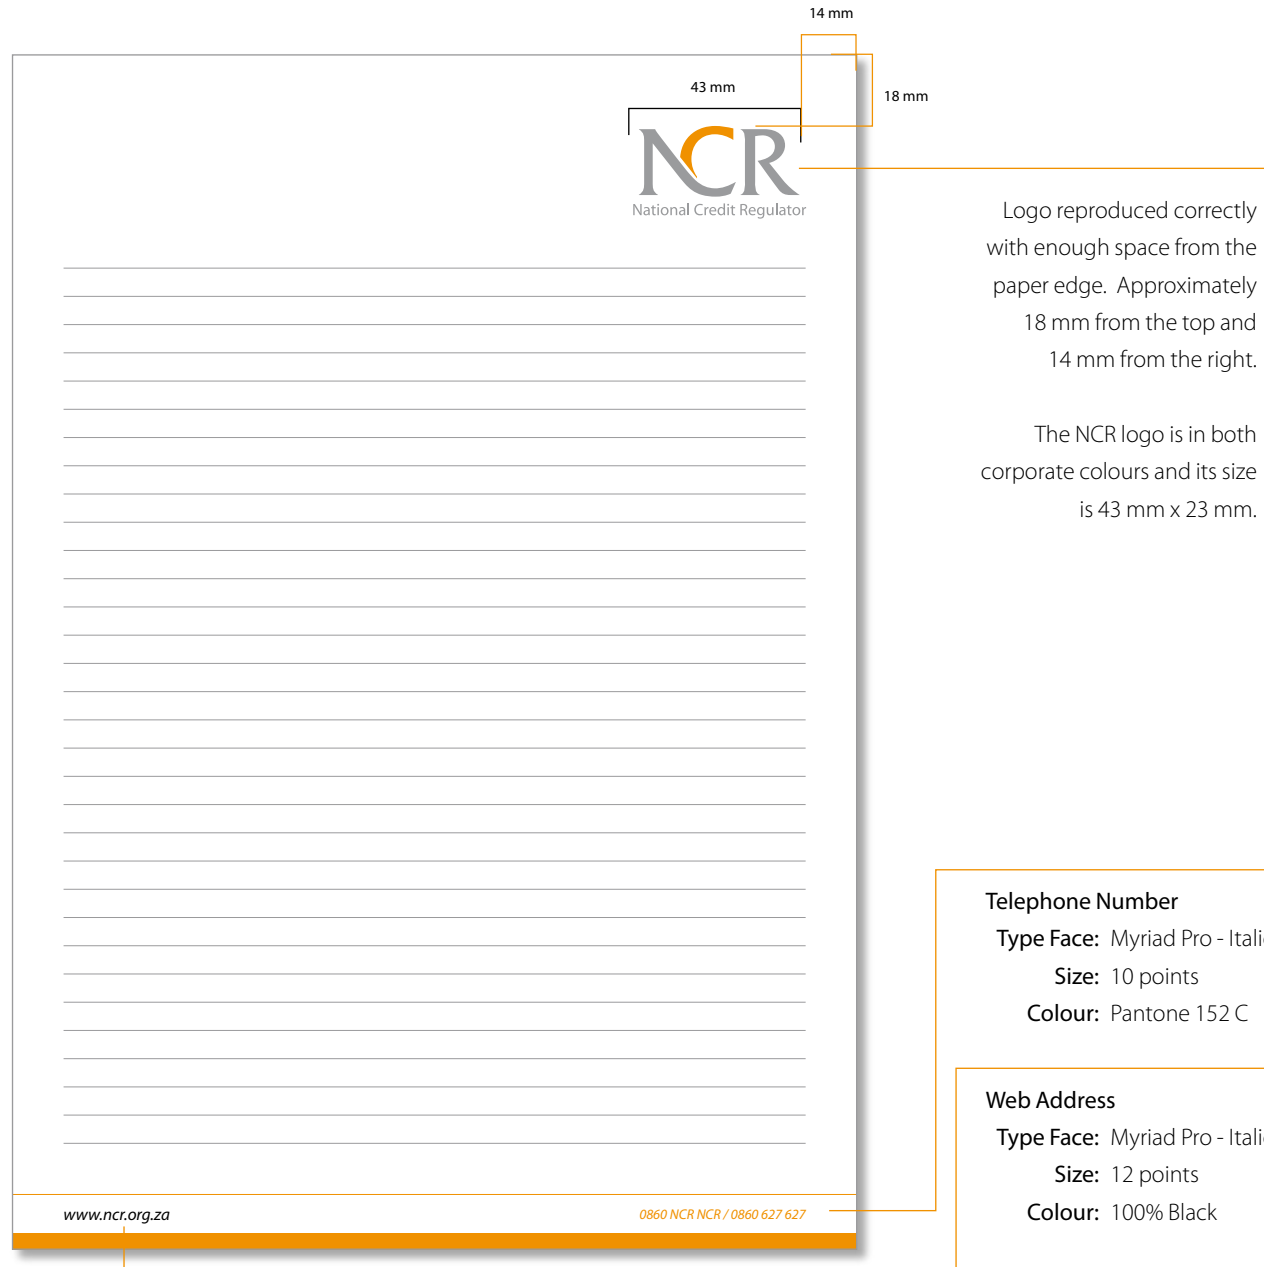 14 mm
43 mm
18 mm
NCR
National Credit Regulator
Logo reproduced correctly
with enough space from the
paper edge. Approximately
18 mm from the top and
14 mm from the right.
The NCR logo is in both
corporate colours and its size
is 43 mm x 23 mm.
Telephone Number
Type Face: Myriad Pro - Itali
Size: 10 points
Colour: Pantone 152 C
Web Address
Type Face: Myriad Pro - Itali
Size: 12 points
Colour: 100% Black
www.ncr.org.za
0860 NCR NCR / 0860 627 627